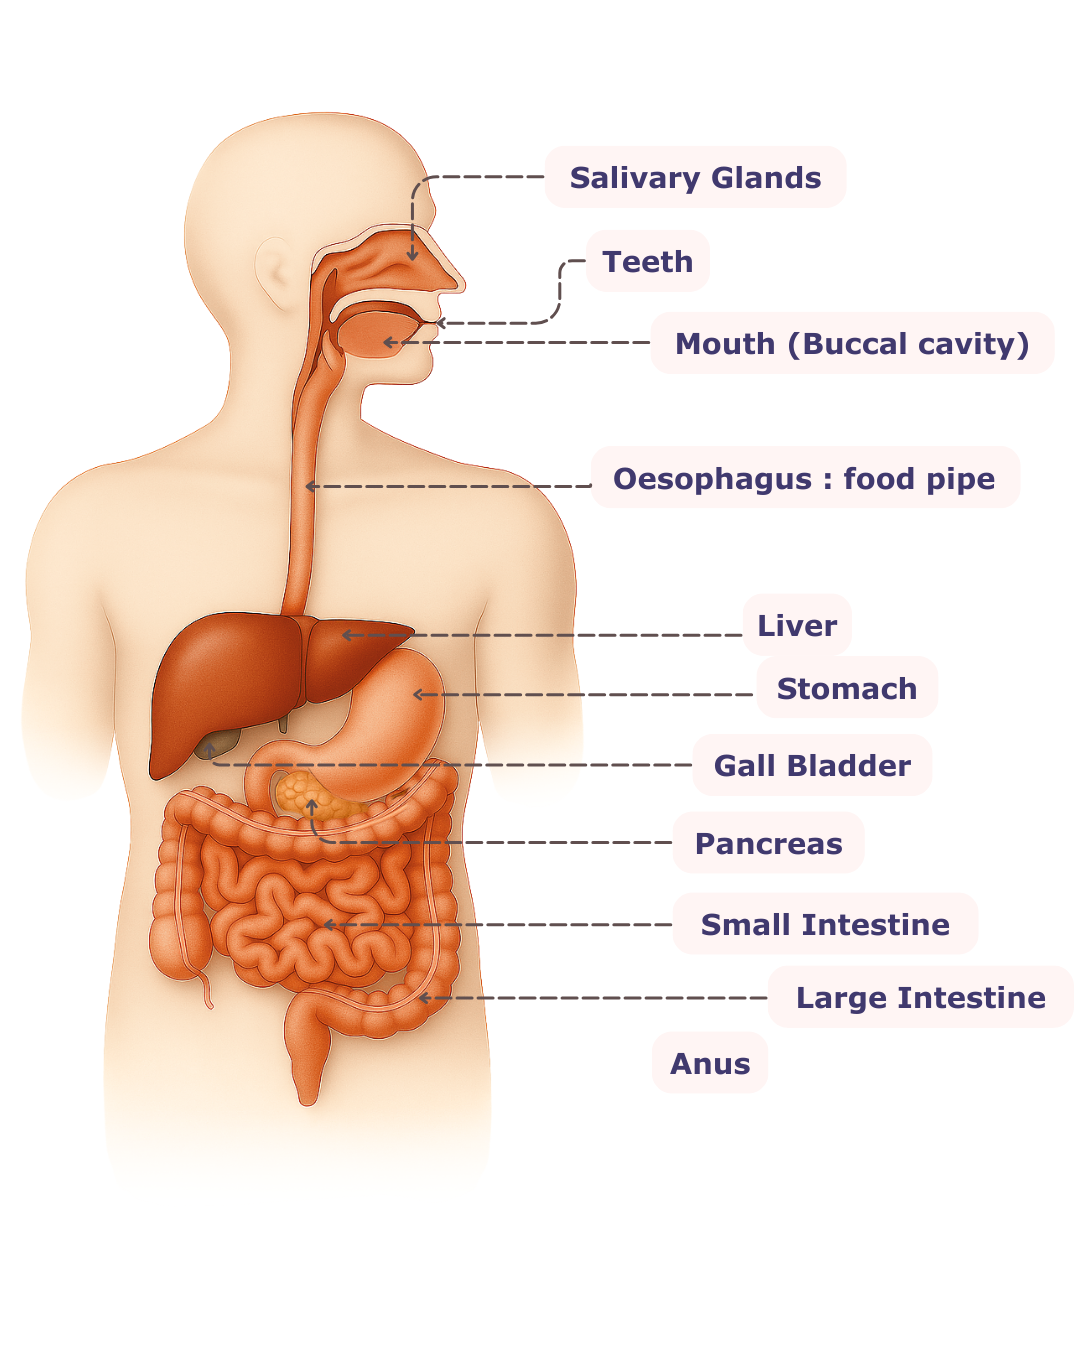 Salivary Glands
Teeth
Mouth (Buccal cavity)
Oesophagus : food pipe
Liver
Stomach
Gall Bladder
Pancreas
Small Intestine
Large Intestine
Anus